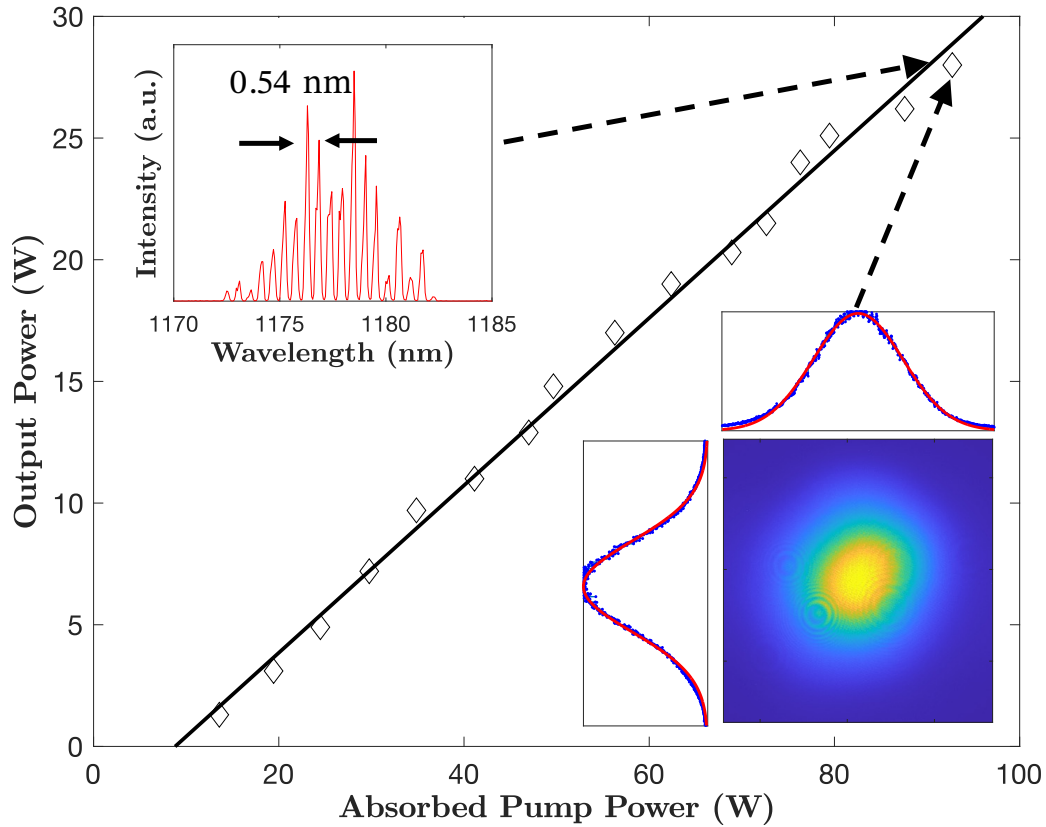 30
25
20
15
10
5
0
Output Power (W)
0 20 40 60 80 100
Absorbed Pump Power (W)
0.54 nm
Intensity (a.u.)
1170 1175 1180 1185
Wavelength (nm)